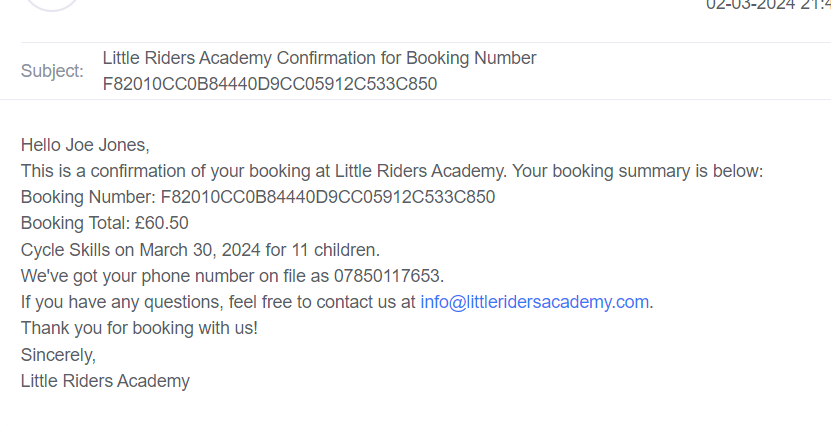 02-03-2024 21:4
Subject:
Little Riders Academy Confirmation for Booking Number
F82010CC0B84440D9CC05912C533C850
Hello Joe Jones,
This is a confirmation of your booking at Little Riders Academy. Your booking summary is below:
Booking Number: F82010CC0B84440D9CC05912C533C850
Booking Total: £60.50
Cycle Skills on March 30, 2024 for 11 children.
We've got your phone number on file as 07850117653.
If you have any questions, feel free to contact us at info@littleridersacademy.com.
Thank you for booking with us!
Sincerely,
Little Riders Academy